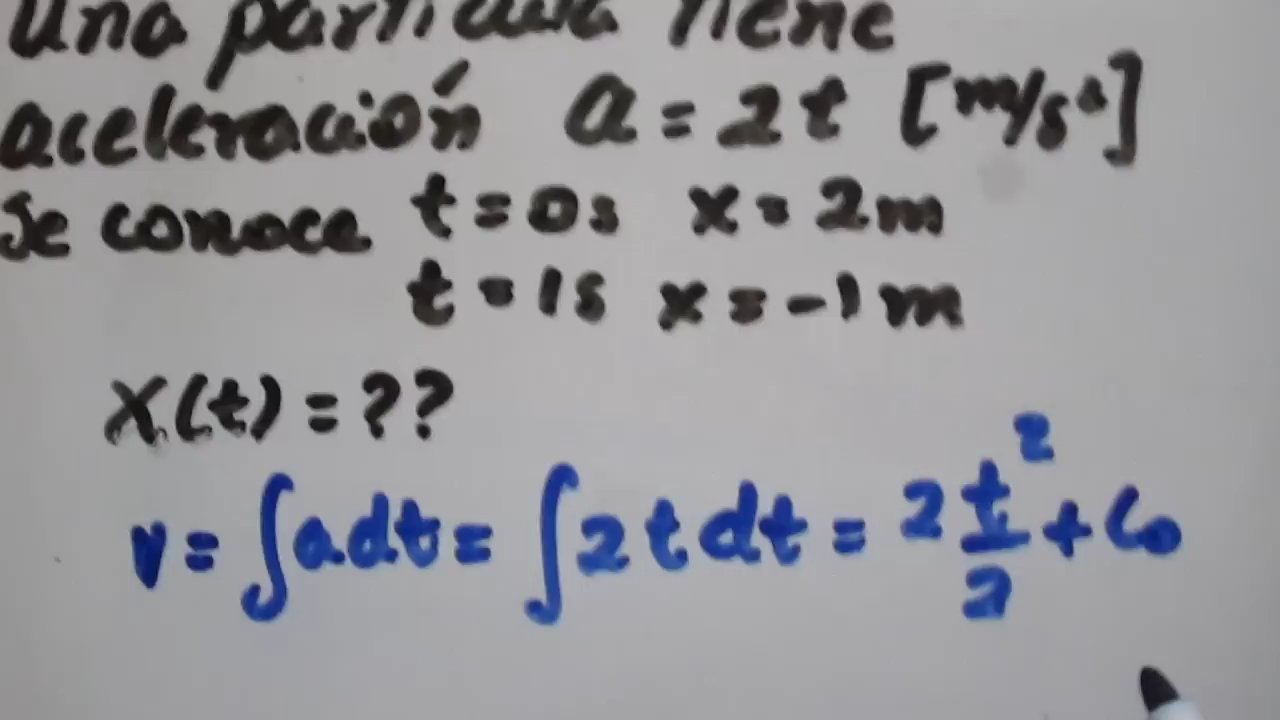 Una partícula tiene
aceleración a = 2t [m/s²]
Se conoce t = 0s x = 2m
t = 1s x = -1m
X(t) = ??
v = ∫a dt = ∫2t dt = 2 t²/2 + C₀